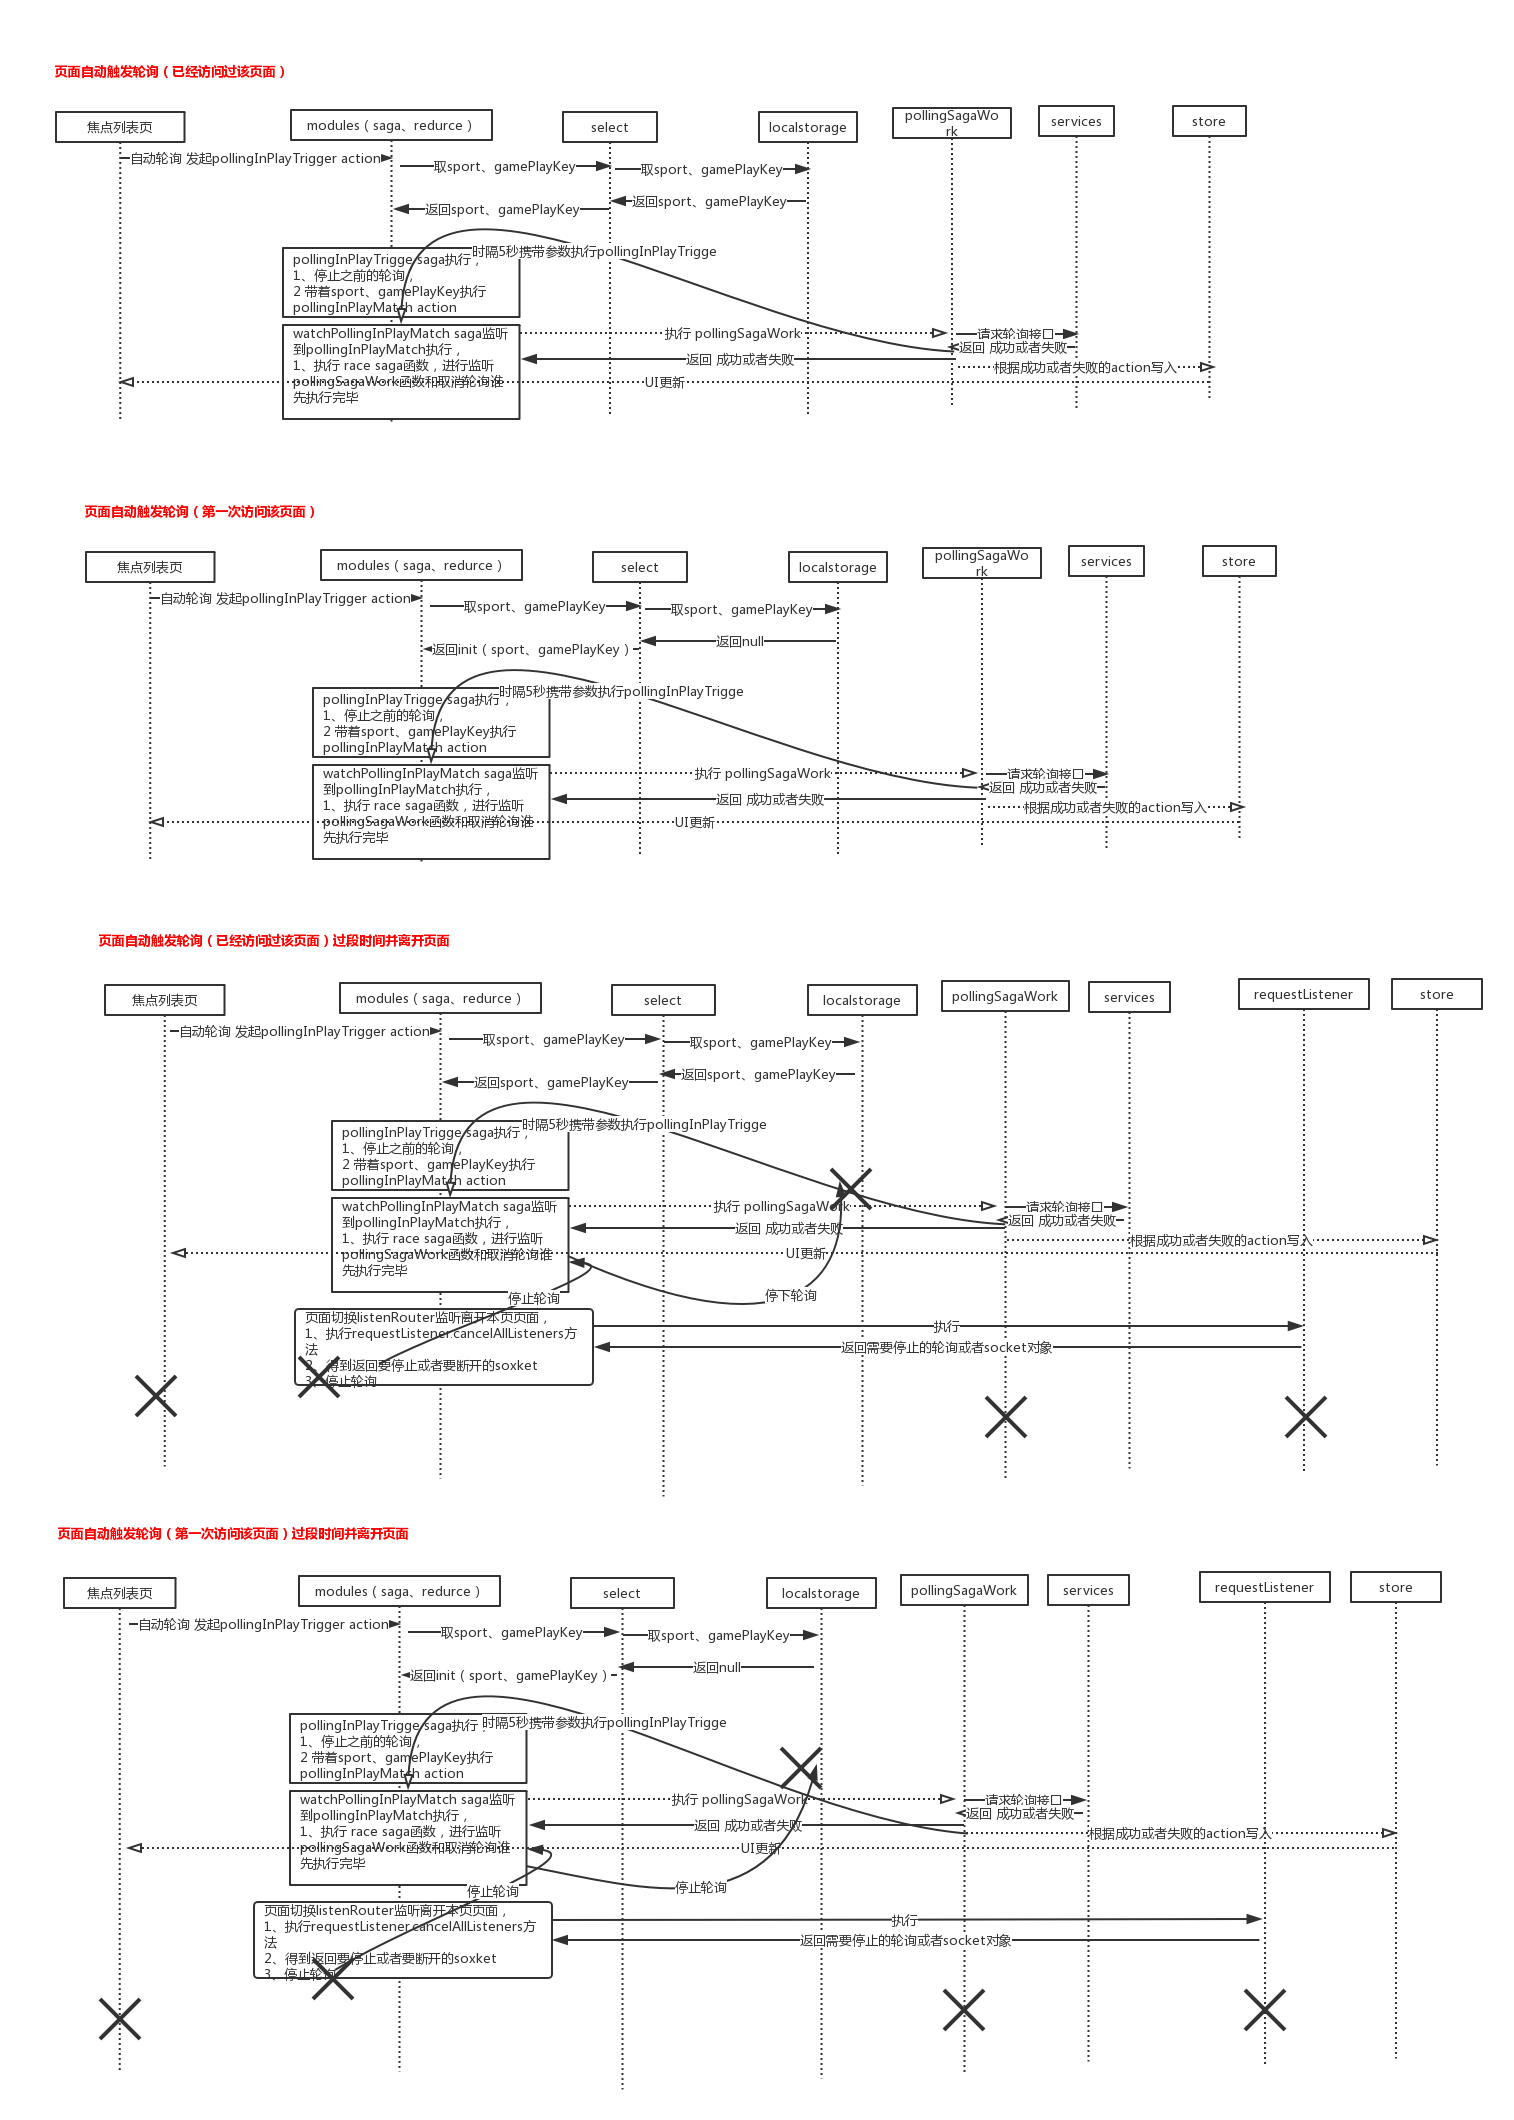 页面自动触发轮询（已经访问过该页面）
焦点列表页
modules（saga、redurce）
select
localstorage
pollingSagaWo
rk
services
store
自动轮询 发起pollingInPlayTrigger action
取sport、gamePlayKey
取sport、gamePlayKey
返回sport、gamePlayKey
返回sport、gamePlayKey
时隔5秒携带参数执行pollingInPlayTrigge
pollingInPlayTrigge saga执行，
1、停止之前的轮询，
2 带着sport、gamePlayKey执行
pollingInPlayMatch action
watchPollingInPlayMatch saga监听
到pollingInPlayMatch执行，
1、执行 race saga函数，进行监听
pollingSagaWork函数和取消轮询谁
先执行完毕
执行 pollingSagaWork
请求轮询接口
返回 成功或者失败
返回 成功或者失败
根据成功或者失败的action写入
UI更新
页面自动触发轮询（第一次访问该页面）
焦点列表页
modules（saga、redurce）
select
localstorage
pollingSagaWo
rk
services
store
自动轮询 发起pollingInPlayTrigger action
取sport、gamePlayKey
取sport、gamePlayKey
返回null
返回init（sport、gamePlayKey）
时隔5秒携带参数执行pollingInPlayTrigge
pollingInPlayTrigge saga执行，
1、停止之前的轮询，
2 带着sport、gamePlayKey执行
pollingInPlayMatch action
watchPollingInPlayMatch saga监听
到pollingInPlayMatch执行，
1、执行 race saga函数，进行监听
pollingSagaWork函数和取消轮询谁
先执行完毕
执行 pollingSagaWork
请求轮询接口
返回 成功或者失败
返回 成功或者失败
根据成功或者失败的action写入
UI更新
页面自动触发轮询（已经访问过该页面）过段时间并离开页面
焦点列表页
modules（saga、redurce）
select
localstorage
pollingSagaWork
services
requestListener
store
自动轮询 发起pollingInPlayTrigger action
取sport、gamePlayKey
取sport、gamePlayKey
返回sport、gamePlayKey
返回sport、gamePlayKey
时隔5秒携带参数执行pollingInPlayTrigge
pollingInPlayTrigge saga执行，
1、停止之前的轮询，
2 带着sport、gamePlayKey执行
pollingInPlayMatch action
watchPollingInPlayMatch saga监听
到pollingInPlayMatch执行，
1、执行 race saga函数，进行监听
pollingSagaWork函数和取消轮询谁
先执行完毕
执行 pollingSagaWork
请求轮询接口
返回 成功或者失败
返回 成功或者失败
根据成功或者失败的action写入
UI更新
停下轮询
停止轮询
页面切换listenRouter监听离开本页页面，
1、执行requestListener.cancelAllListeners方
法
2、得到返回要停止或者要断开的soxket
3、停止轮询
执行
返回需要停止的轮询或者socket对象
页面自动触发轮询（第一次访问该页面）过段时间并离开页面
焦点列表页
modules（saga、redurce）
select
localstorage
pollingSagaWork
services
requestListener
store
自动轮询 发起pollingInPlayTrigger action
取sport、gamePlayKey
取sport、gamePlayKey
返回null
返回init（sport、gamePlayKey）
时隔5秒携带参数执行pollingInPlayTrigge
pollingInPlayTrigge saga执行，
1、停止之前的轮询，
2 带着sport、gamePlayKey执行
pollingInPlayMatch action
watchPollingInPlayMatch saga监听
到pollingInPlayMatch执行，
1、执行 race saga函数，进行监听
pollingSagaWork函数和取消轮询谁
先执行完毕
执行 pollingSagaWork
请求轮询接口
返回 成功或者失败
返回 成功或者失败
根据成功或者失败的action写入
UI更新
停止轮询
停止轮询
页面切换listenRouter监听离开本页页面，
1、执行requestListener.cancelAllListeners方
法
2、得到返回要停止或者要断开的soxket
3、停止轮询
执行
返回需要停止的轮询或者socket对象